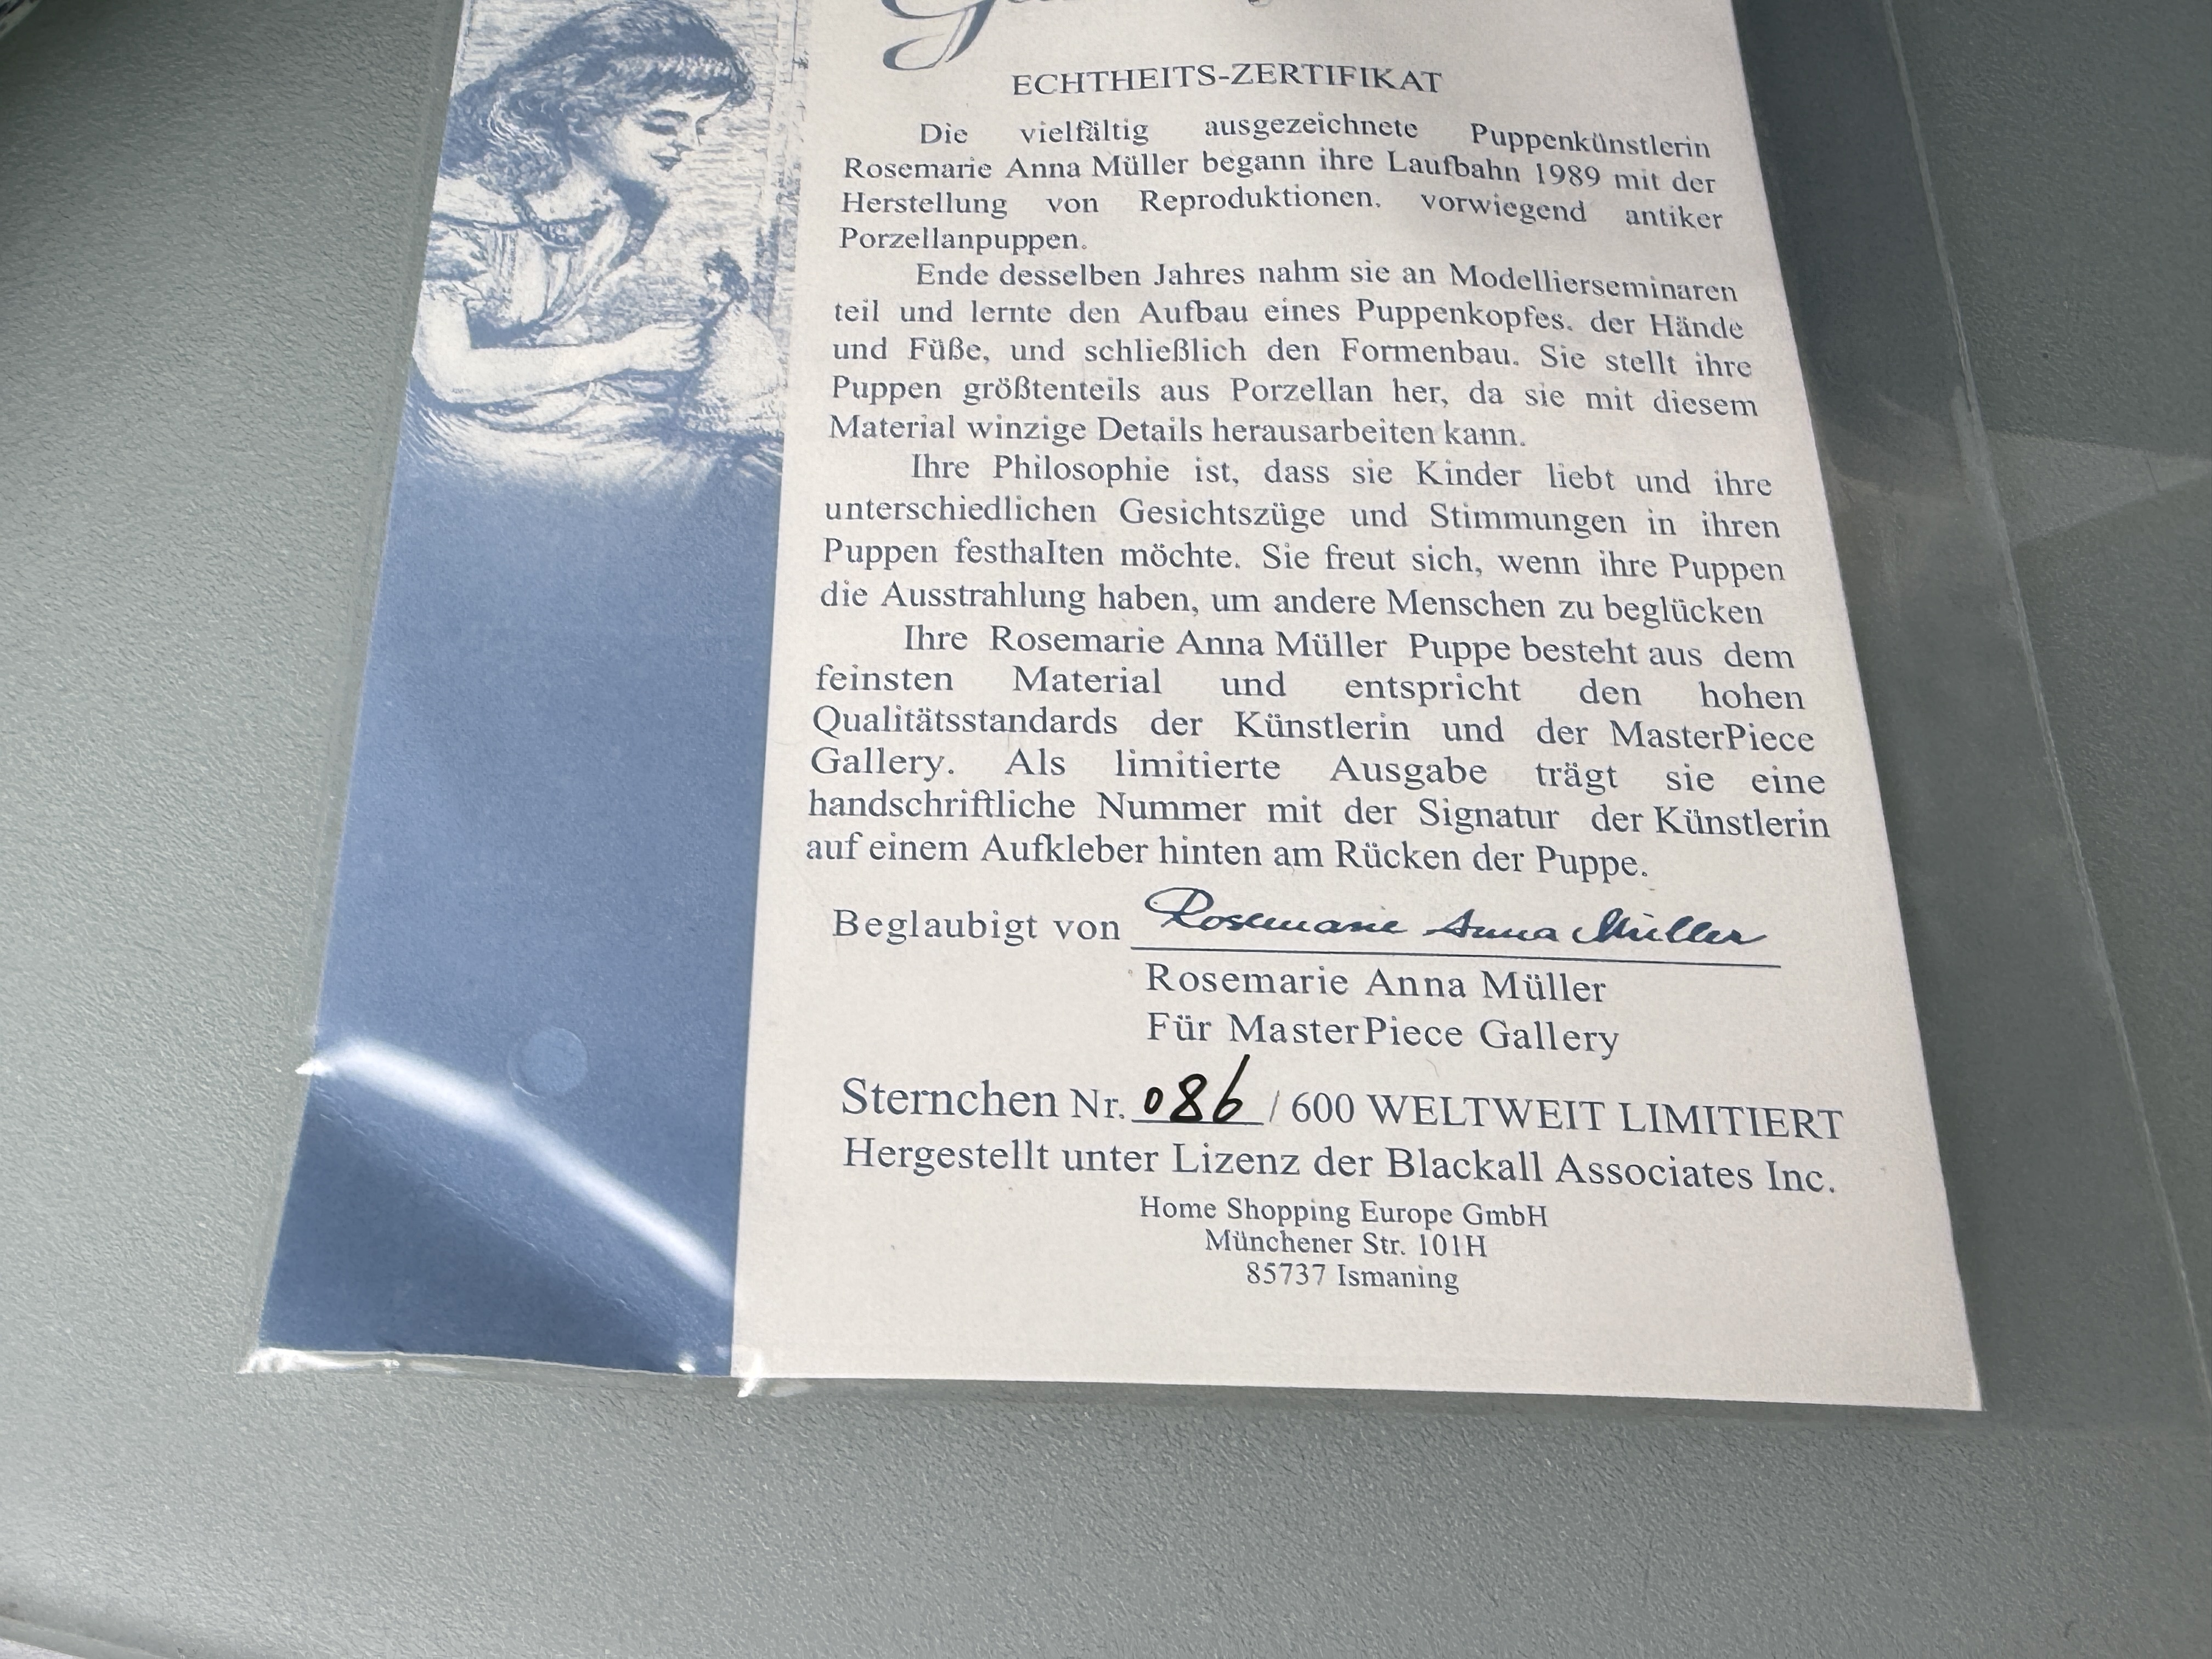 ECHTHEITS-ZERTIFIKAT
Die vielfältig ausgezeichnete Puppenkünstlerin
Rosemarie Anna Müller begann ihre Laufbahn 1989 mit der
Herstellung von Reproduktionen, vorwiegend antiker
Porzellanpuppen.
Ende desselben Jahres nahm sie an Modellierseminaren
teil und lernte den Aufbau eines Puppenkopfes, der Hände
und Füße, und schließlich den Formenbau. Sie stellt ihre
Puppen größtenteils aus Porzellan her, da sie mit diesem
Material winzige Details herausarbeiten kann.
Ihre Philosophie ist, dass sie Kinder liebt und ihre
unterschiedlichen Gesichtszüge und Stimmungen in ihren
Puppen festhaIten möchte. Sie freut sich, wenn ihre Puppen
die Ausstrahlung haben, um andere Menschen zu beglücken
Ihre Rosemarie Anna Müller Puppe besteht aus dem
feinsten Material und entspricht den hohen
Qualitätsstandards der Künstlerin und der MasterPiece
Gallery. Als limitierte Ausgabe trägt sie eine
handschriftliche Nummer mit der Signatur der Künstlerin
auf einem Aufkleber hinten am Rücken der Puppe.
Beglaubigt von Rosemarie Anna Müller
Rosemarie Anna Müller
Für MasterPiece Gallery
Sternchen Nr. 086 / 600 WELTWEIT LIMITIERT
Hergestellt unter Lizenz der Blackall Associates Inc.
Home Shopping Europe GmbH
Münchener Str. 101H
85737 Ismaning